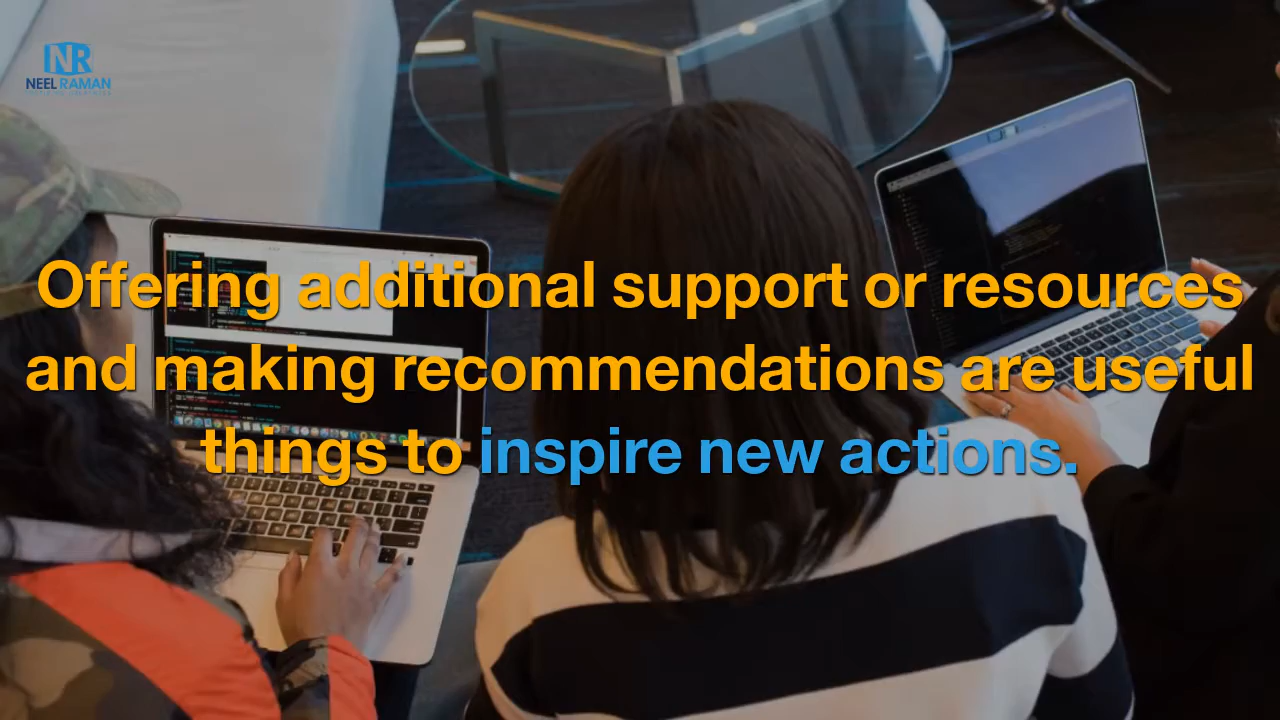 NR
NEEL RAMAN
Offering additional support or resources
and making recommendations are useful
things to inspire new actions.